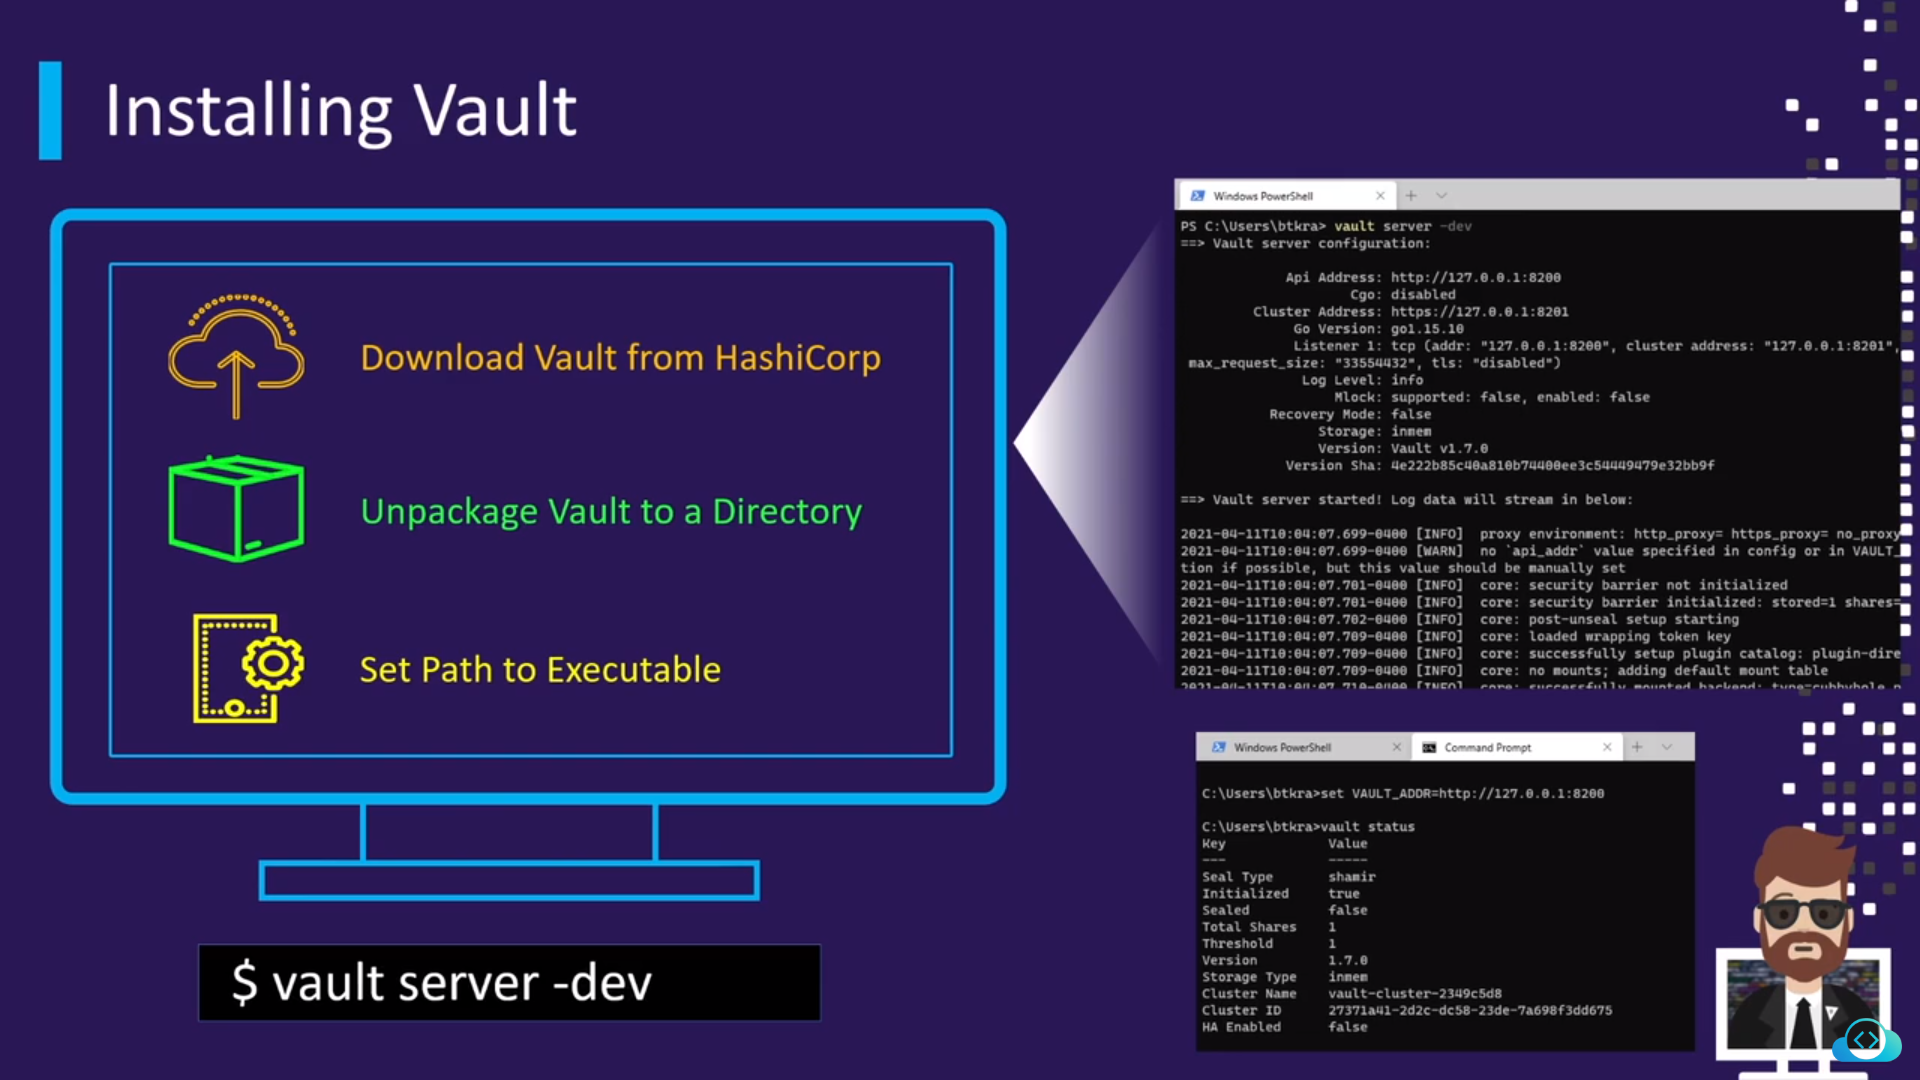 Installing Vault
Download Vault from HashiCorp
Unpackage Vault to a Directory
Set Path to Executable
$ vault server -dev
Windows PowerShell
PS C:\Users\btkra> vault server -dev
==> Vault server configuration:
Api Address: http://127.0.0.1:8200
Cgo: disabled
Cluster Address: https://127.0.0.1:8201
Go Version: go1.15.10
Listener 1: tcp (addr: "127.0.0.1:8200", cluster address: "127.0.0.1:8201",
max_request_size: "33554432", tls: "disabled")
Log Level: info
Mlock: supported: false, enabled: false
Recovery Mode: false
Storage: inmem
Version: Vault v1.7.0
Version Sha: 4e222b85c40a810b74400ee3c54449479e32bb9f
==> Vault server started! Log data will stream in below:
2021-04-11T10:04:07.699-0400 [INFO]  proxy environment: http_proxy= https_proxy= no_proxy
2021-04-11T10:04:07.699-0400 [WARN]  no `api_addr` value specified in config or in VAULT_
tion if possible, but this value should be manually set
2021-04-11T10:04:07.701-0400 [INFO]  core: security barrier not initialized
2021-04-11T10:04:07.701-0400 [INFO]  core: security barrier initialized: stored=1 shares=
2021-04-11T10:04:07.702-0400 [INFO]  core: post-unseal setup starting
2021-04-11T10:04:07.709-0400 [INFO]  core: loaded wrapping token key
2021-04-11T10:04:07.709-0400 [INFO]  core: successfully setup plugin catalog: plugin-dire
2021-04-11T10:04:07.709-0400 [INFO]  core: no mounts; adding default mount table
2021-04-11T10:04:07.710-0400 [INFO]  core: successfully mounted backend: type=cubbyhole
Windows PowerShell
Command Prompt
C:\Users\btkra>set VAULT_ADDR=http://127.0.0.1:8200
C:\Users\btkra>vault status
Key Value
--- -----
Seal Type shamir
Initialized true
Sealed false
Total Shares 1
Threshold 1
Version 1.7.0
Storage Type inmem
Cluster Name vault-cluster-2349c5d8
Cluster ID 27371a41-2d2c-dc58-23de-7a698f3dd675
HA Enabled false